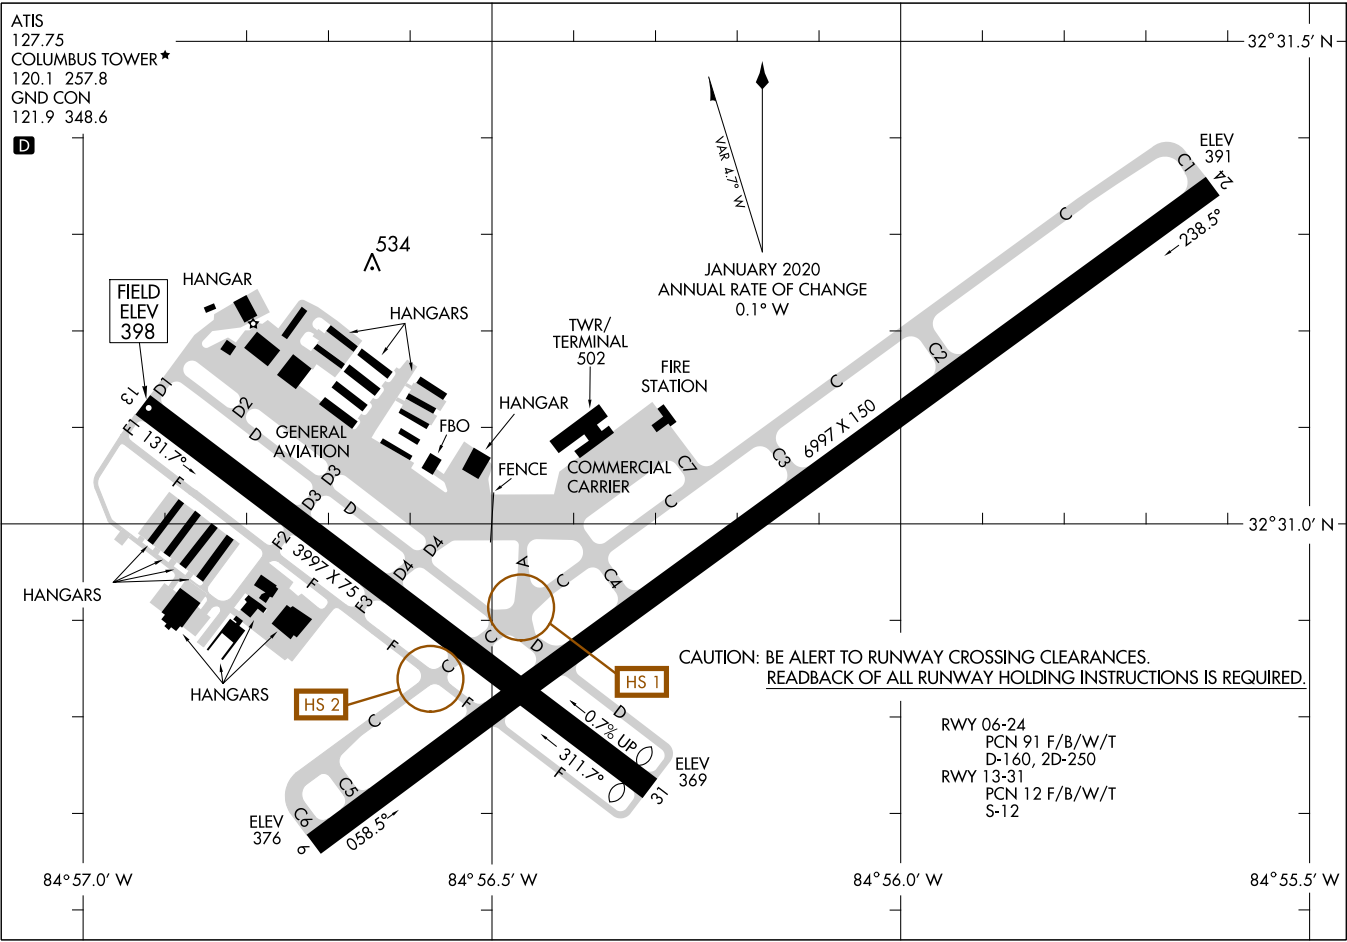 ATIS
127.75
COLUMBUS TOWER★
120.1 257.8
GND CON
121.9 348.6
D
32°31.5' N
VAR 4.7° W
JANUARY 2020
ANNUAL RATE OF CHANGE
0.1° W
ELEV
391
C1
24
238.5°
C
534
HANGAR
FIELD
ELEV
398
HANGARS
TWR/
TERMINAL
502
FIRE
STATION
C2
C
13
D1
D2
D
F1
131.7°
GENERAL
AVIATION
FBO
HANGAR
FENCE
COMMERCIAL
CARRIER
C7
C3
6997 X 150
C
D3
D3
D
F
F2
3997 X 75
D4
D4
A
C
C4
32°31.0' N
HANGARS
F
F3
F
C
C
D
HANGARS
HS 2
HS 1
CAUTION: BE ALERT TO RUNWAY CROSSING CLEARANCES.
READBACK OF ALL RUNWAY HOLDING INSTRUCTIONS IS REQUIRED.
F
D
C
0.7% UP
311.7°
F
ELEV
369
31
RWY 06-24
PCN 91 F/B/W/T
D-160, 2D-250
RWY 13-31
PCN 12 F/B/W/T
S-12
C5
C6
ELEV
376
6
058.5°
84°57.0' W
84°56.5' W
84°56.0' W
84°55.5' W